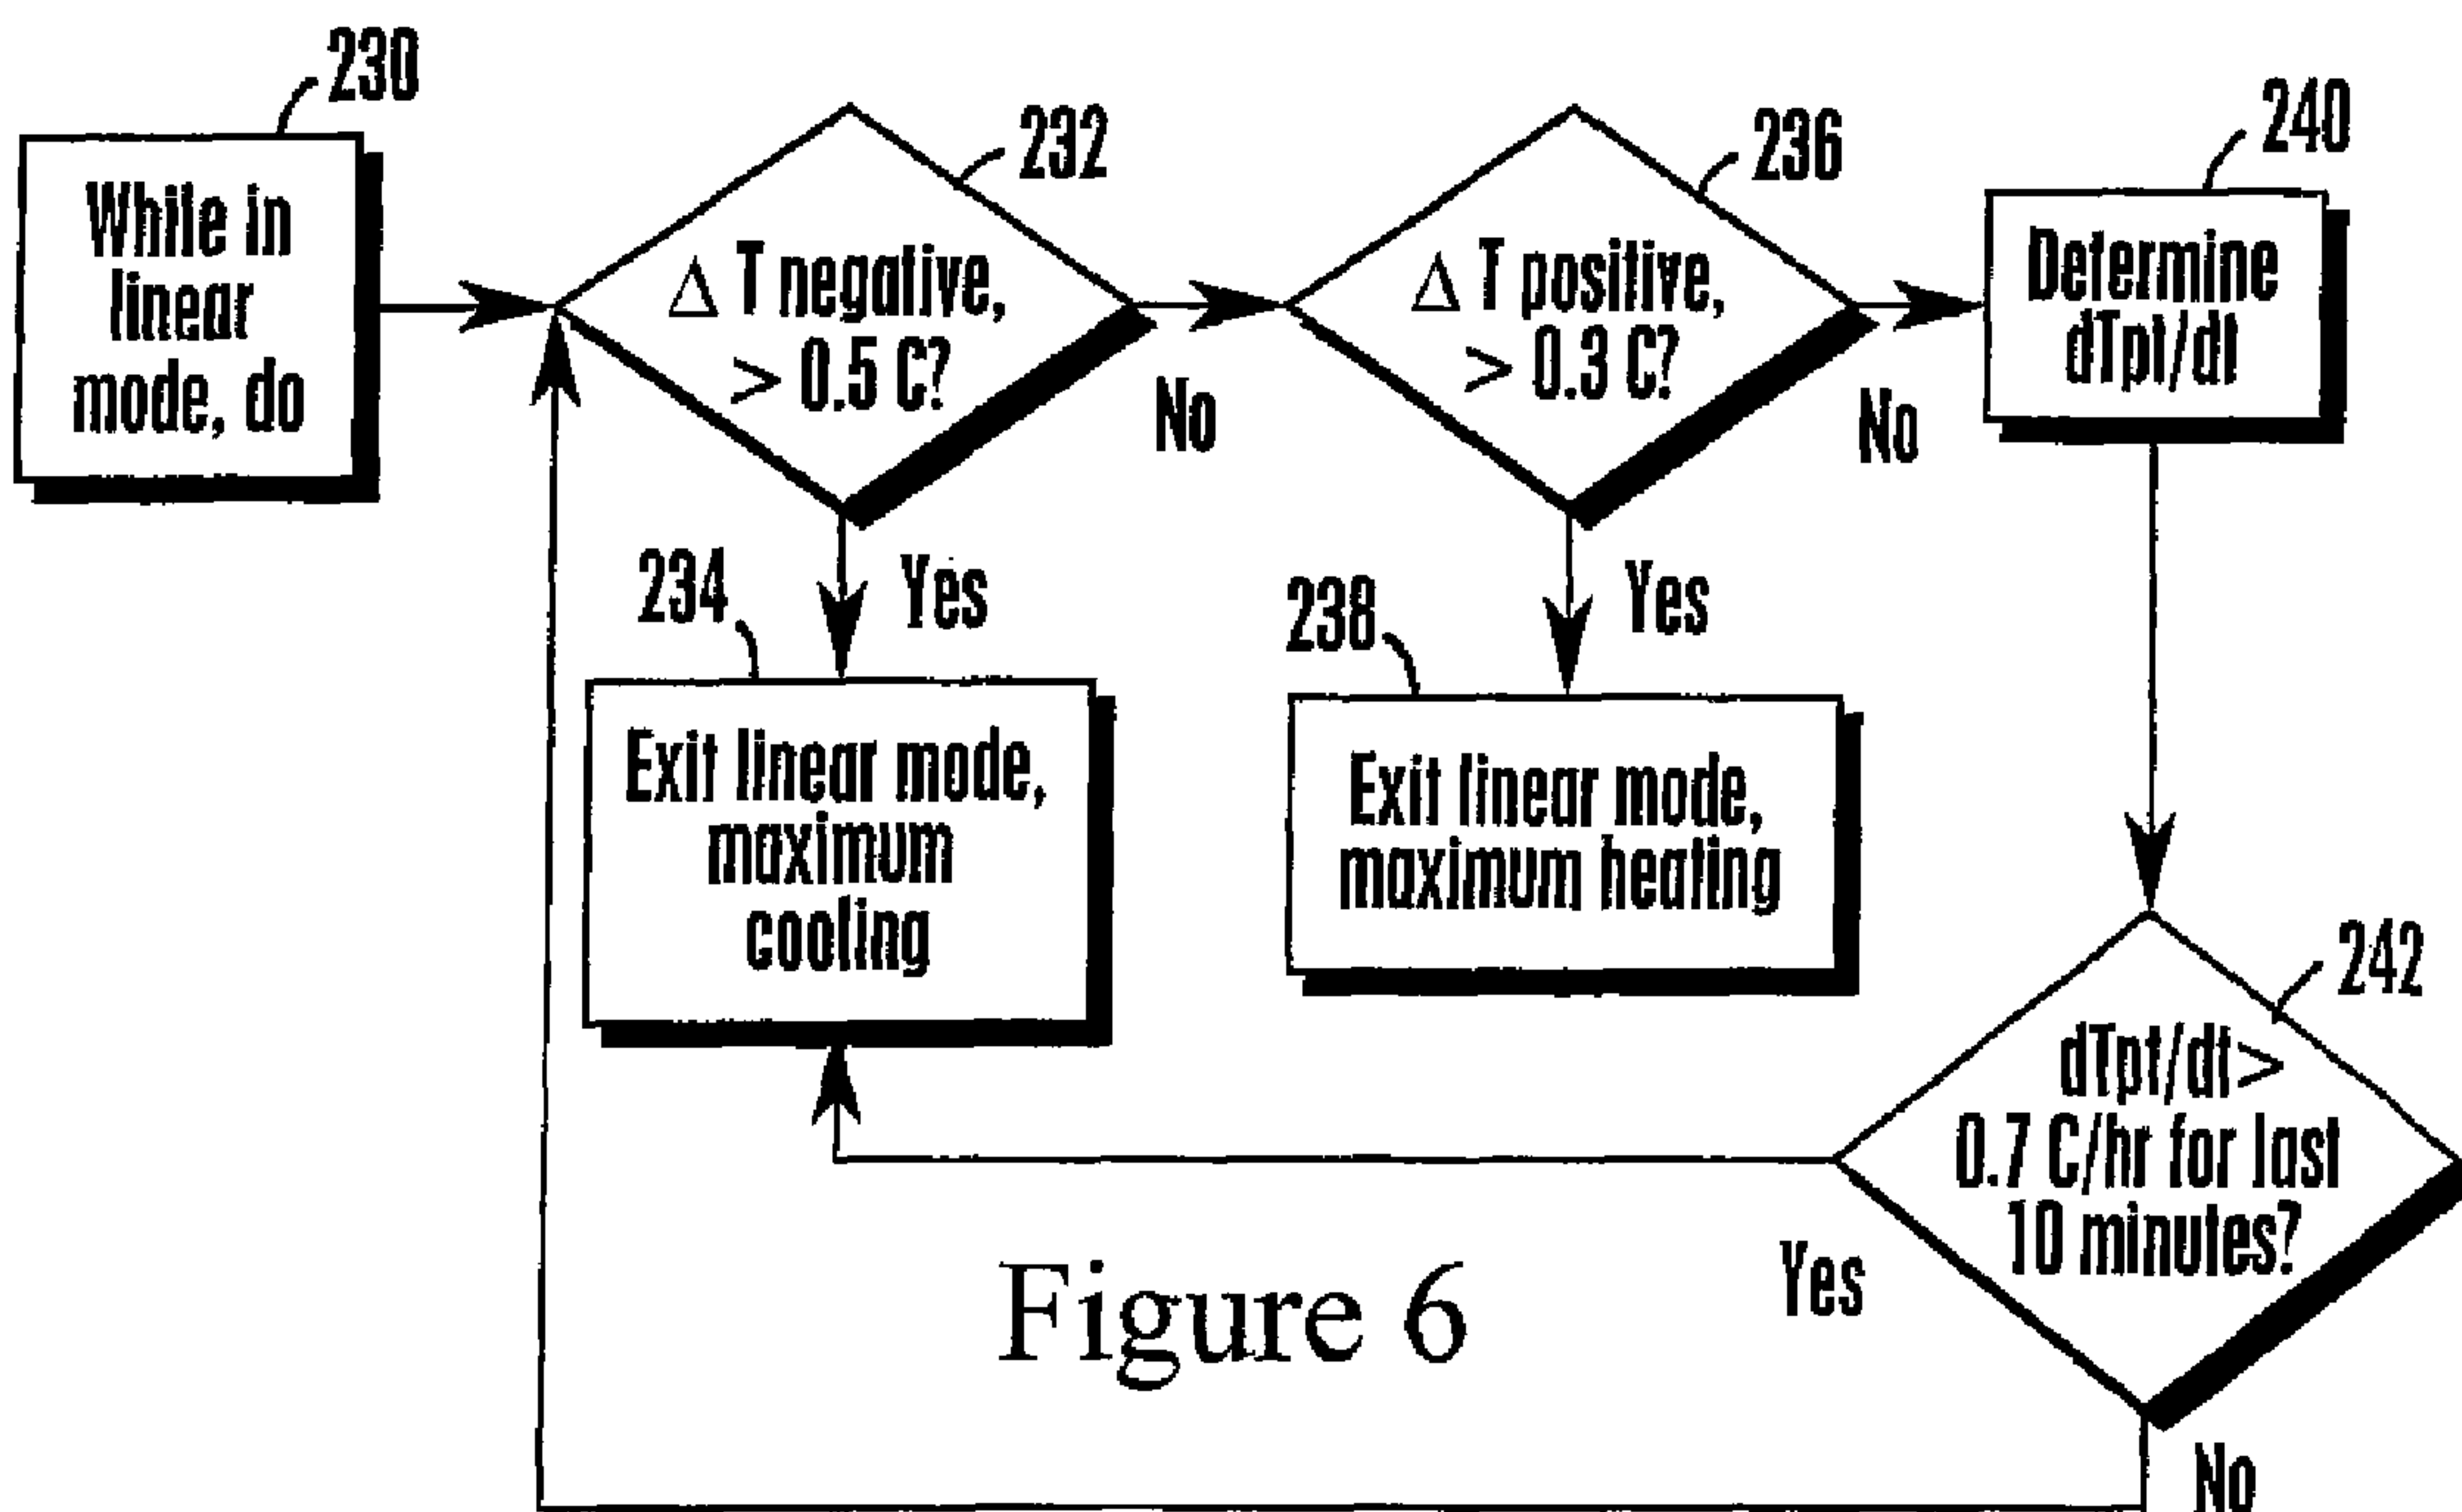 230
While in
linear
mode, do
232
Δ T negative,
> 0.5 C?
No
Yes
236
Δ T positive,
> 0.3 C?
No
Yes
240
Determine
dTpt/dt
234
Exit linear mode,
maximum
cooling
238
Exit linear mode,
maximum heating
242
dTpt/dt>
0.7 C/hr for last
10 minutes?
Yes
No
Figure 6